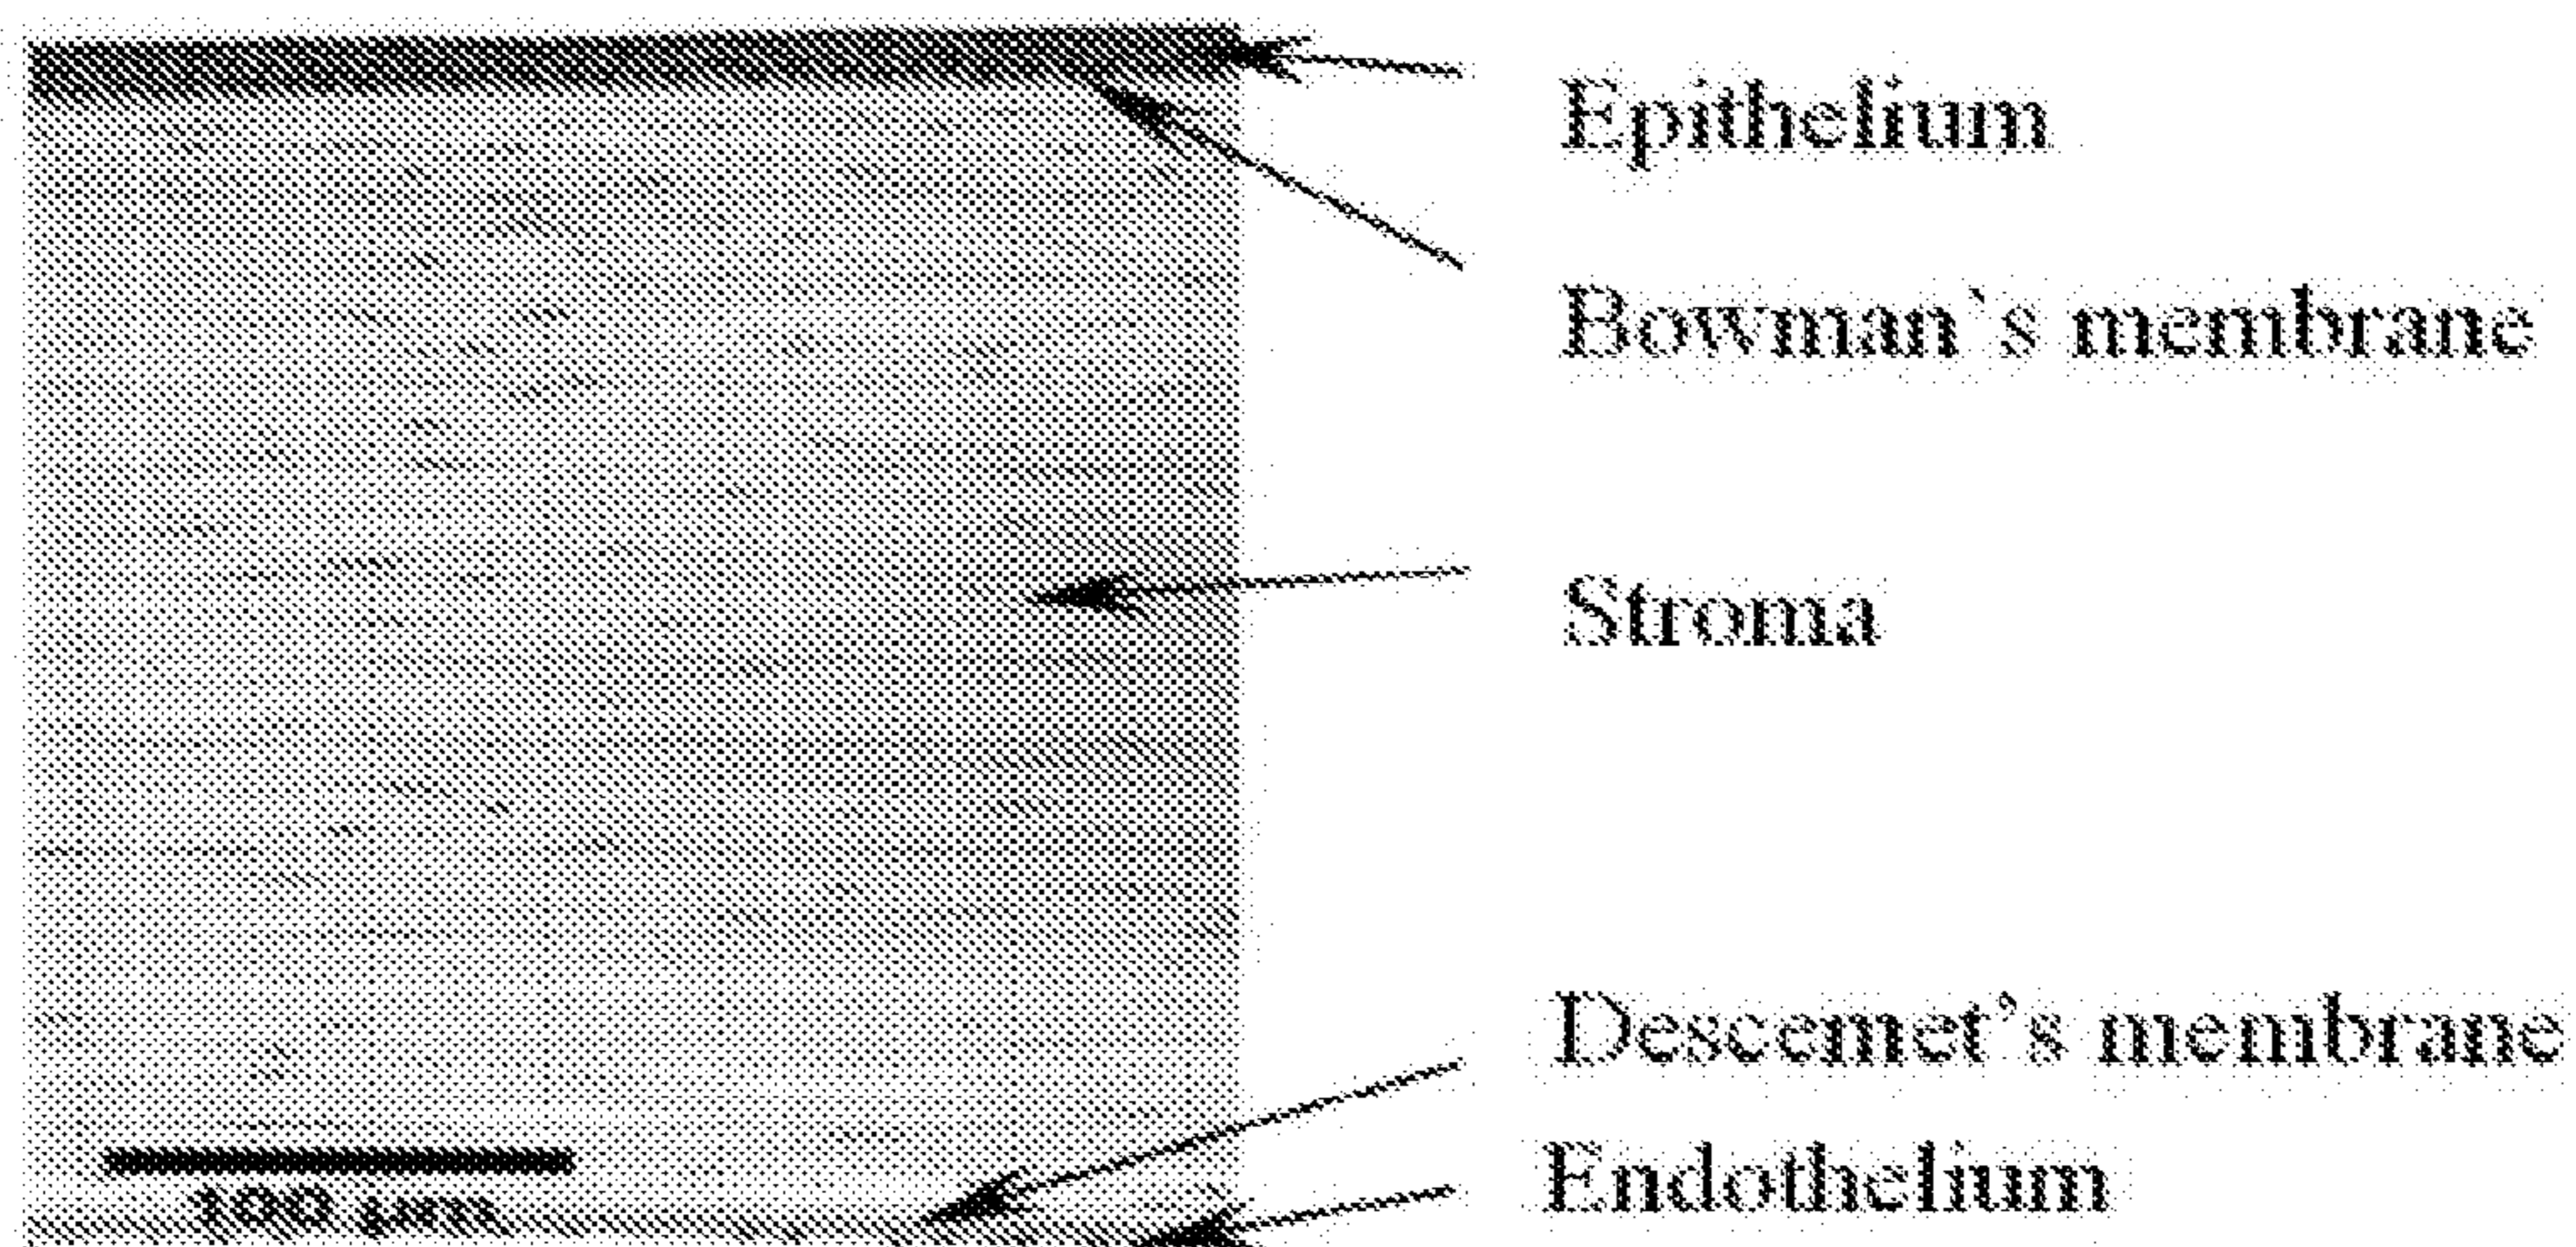 Epithelium
Bowman`s membrane
Stroma
Descemet’s membrane
Endothelium
100 µm